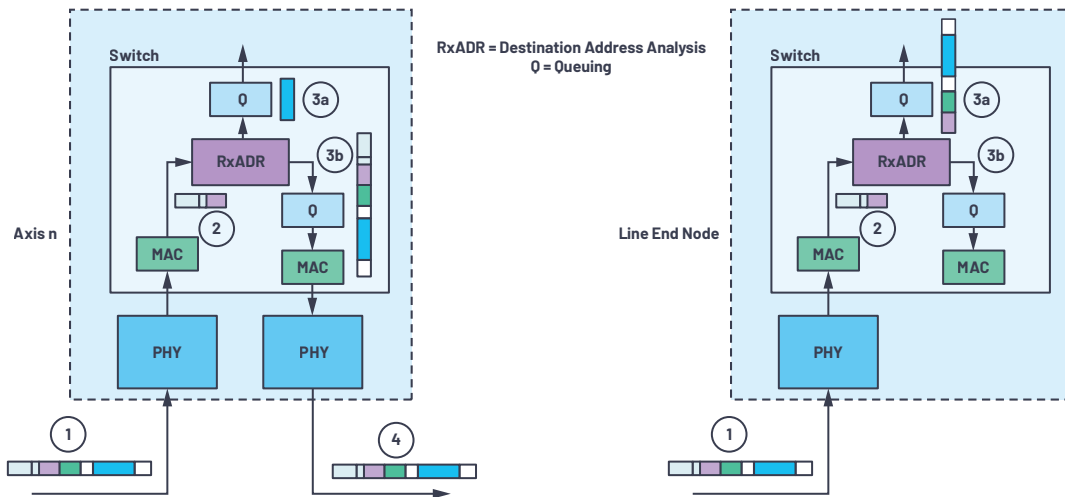 Switch
RxADR = Destination Address Analysis
Q = Queuing
Switch
Q
3a
RxADR
3b
2
Q
Axis n
MAC
MAC
PHY
PHY
1
4
Q
3a
RxADR
3b
2
Q
Line End Node
MAC
MAC
PHY
1